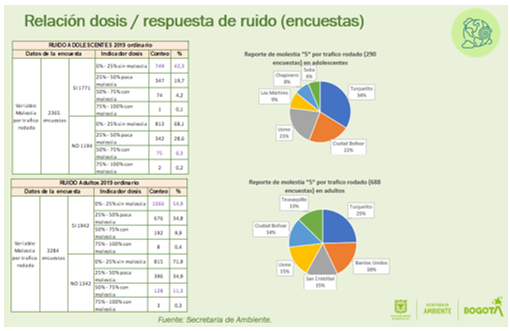 Relación dosis / respuesta de ruido (encuestas)
RUIDO ADOLESCENTES 2019 ordinario
Datos de la encuesta Indicador dosis Conteo %
Variable Molestia por trafico rodado
2365 encuestas
SI 1771
0% - 25% sin molestia 749 42,3
25% - 50% poca molestia 347 19,7
50% - 75% con molestia 74 4,2
75% - 100% con molestia 1 0,1
NO 1194
0% - 25% sin molestia 813 68,1
25% - 50% poca molestia 342 28,6
50% - 75% con molestia 75 6,3
75% - 100% con molestia 2 0,2
Reporte de molestia "S" por trafico rodado (290 encuestas) en adolescentes
Suba 6%
Chapinero 6%
Los Mártires 9%
Usme 23%
Ciudad Bolívar 22%
Tunjuelito 34%
RUIDO Adultos 2019 ordinario
Datos de la encuesta Indicador dosis Conteo %
Variable Molestia por trafico rodado
3284 encuestas
SI 1942
0% - 25% sin molestia 1066 54,9
25% - 50% poca molestia 676 34,8
50% - 75% con molestia 192 9,9
75% - 100% con molestia 8 0,4
NO 1342
0% - 25% sin molestia 815 71,9
25% - 50% poca molestia 396 34,9
50% - 75% con molestia 128 11,3
75% - 100% con molestia 3 0,3
Reporte de molestia "S" por trafico rodado (688 encuestas) en adultos
Teusaquillo 13%
Ciudad Bolívar 14%
Usme 15%
San Cristóbal 15%
Barrios Unidos 18%
Tunjuelito 25%
Fuente: Secretaría de Ambiente.
SECRETARÍA DE AMBIENTE
BOGOTÁ